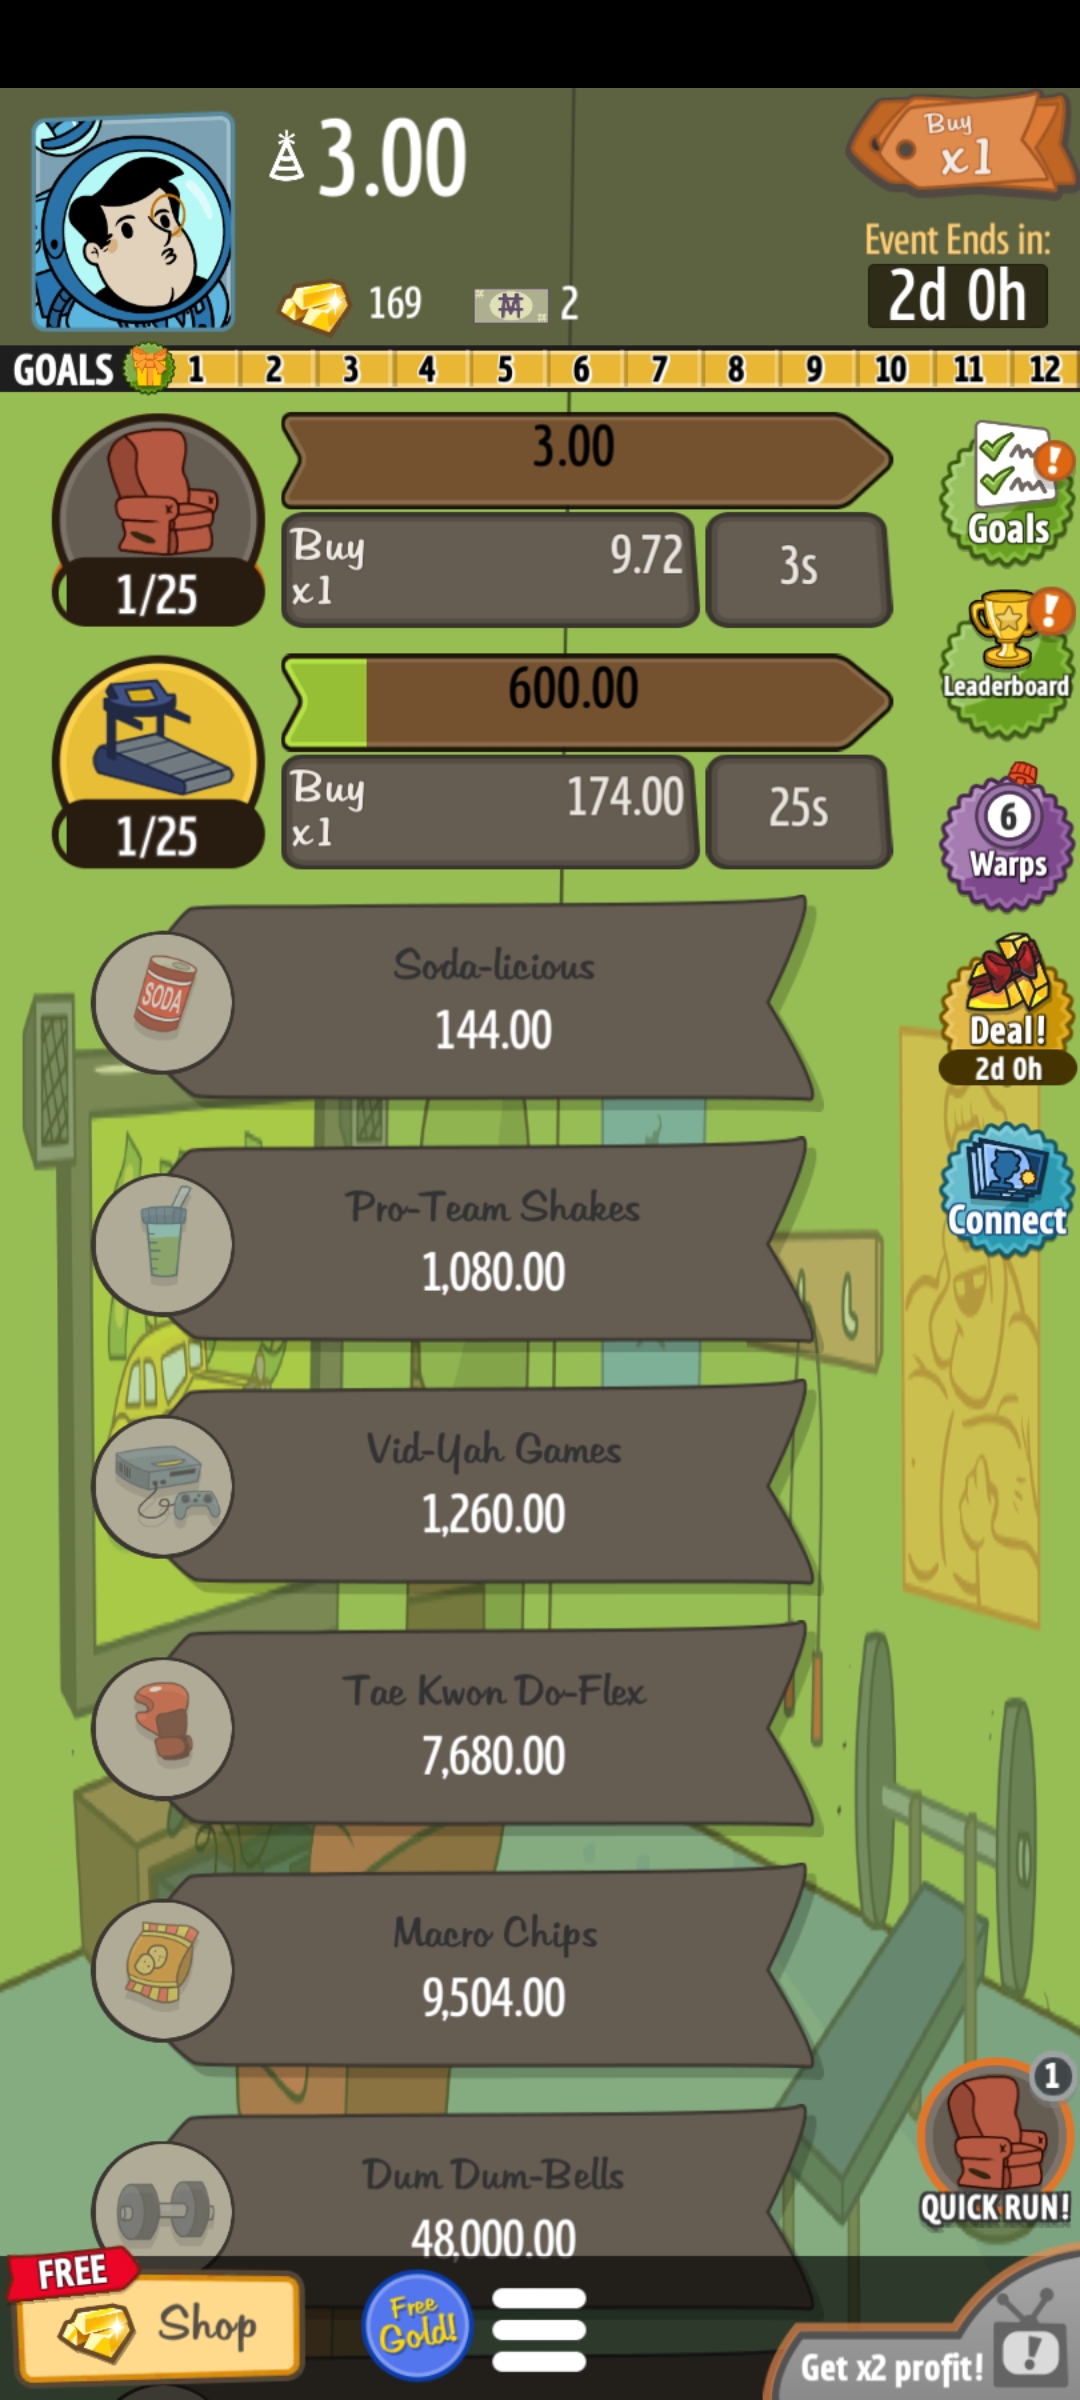 3.00
Buy
x1
169
2
Event Ends in:
2d 0h
GOALS 1 2 3 4 5 6 7 8 9 10 11 12
3.00
Buy
x1
9.72
3s
1/25
Goals
600.00
Buy
x1
174.00
25s
1/25
Leaderboard
6
Warps
Soda-licious
144.00
SODA
Deal!
2d 0h
Pro-Team Shakes
1,080.00
Connect
Vid-Yah Games
1,260.00
Tae Kwon Do-Flex
7,680.00
Macro Chips
9,504.00
1
QUICK RUN!
Dum Dum-Bells
48,000.00
FREE
Shop
Free
Gold!
Get x2 profit!